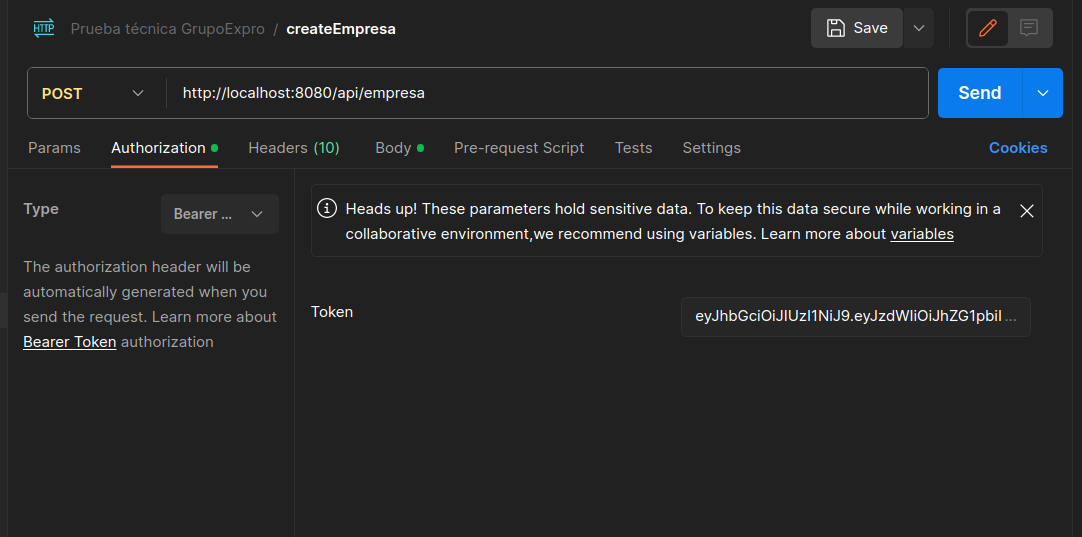 HTTP Prueba técnica GrupoExpro / createEmpresa Save
POST http://localhost:8080/api/empresa Send
Params Authorization Headers (10) Body Pre-request Script Tests Settings Cookies
Type Bearer ...
The authorization header will be
automatically generated when you
send the request. Learn more about
Bearer Token authorization
Heads up! These parameters hold sensitive data. To keep this data secure while working in a
collaborative environment,we recommend using variables. Learn more about variables
Token eyJhbGciOiJIUzI1NiJ9.eyJzdWIiOiJhZG1pbiI ...